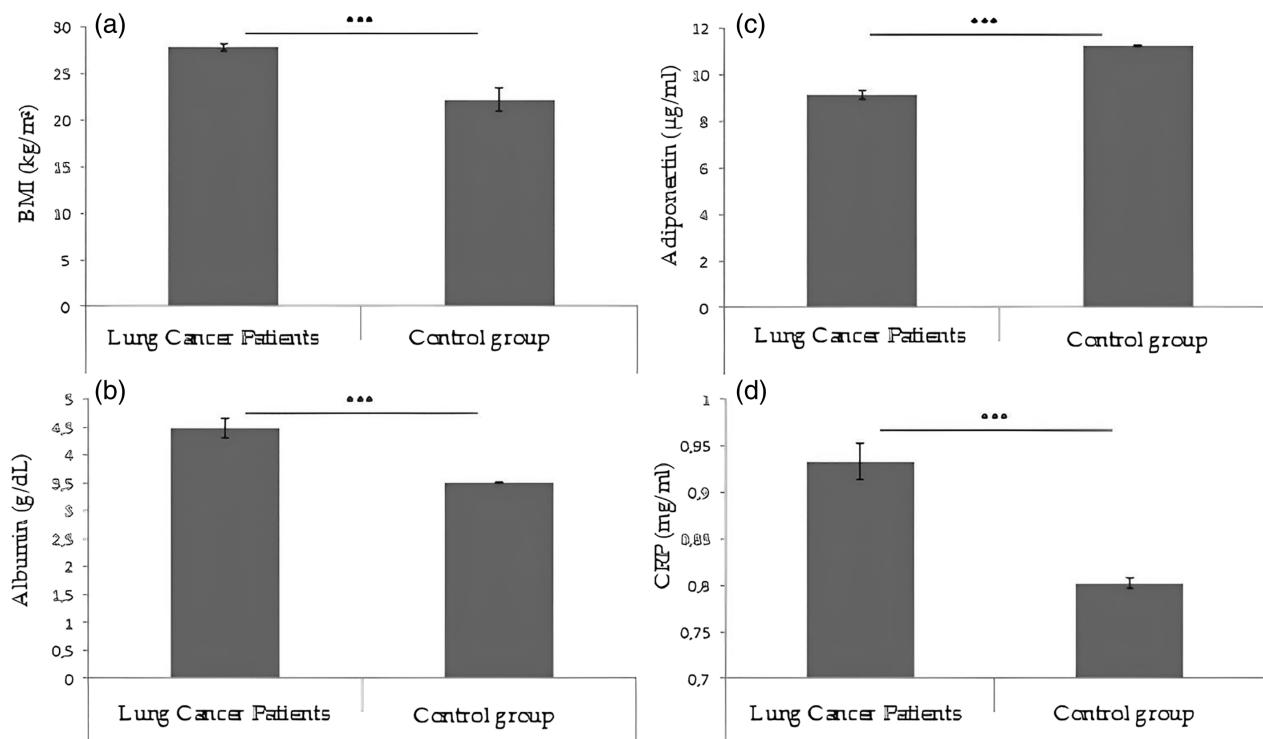 (a)
BMI (kg/m²)
30
25
20
15
10
5
0
•••
Lung Cancer Patients
Control group
(c)
Adiponectin (µg/ml)
12
10
8
6
4
2
0
•••
Lung Cancer Patients
Control group
(b)
Albumin (g/dL)
5
4,5
4
3,5
3
2,5
2
1,5
1
0,5
0
•••
Lung Cancer Patients
Control group
(d)
CRP (mg/ml)
1
0,95
0,9
0,85
0,8
0,75
0,7
•••
Lung Cancer Patients
Control group